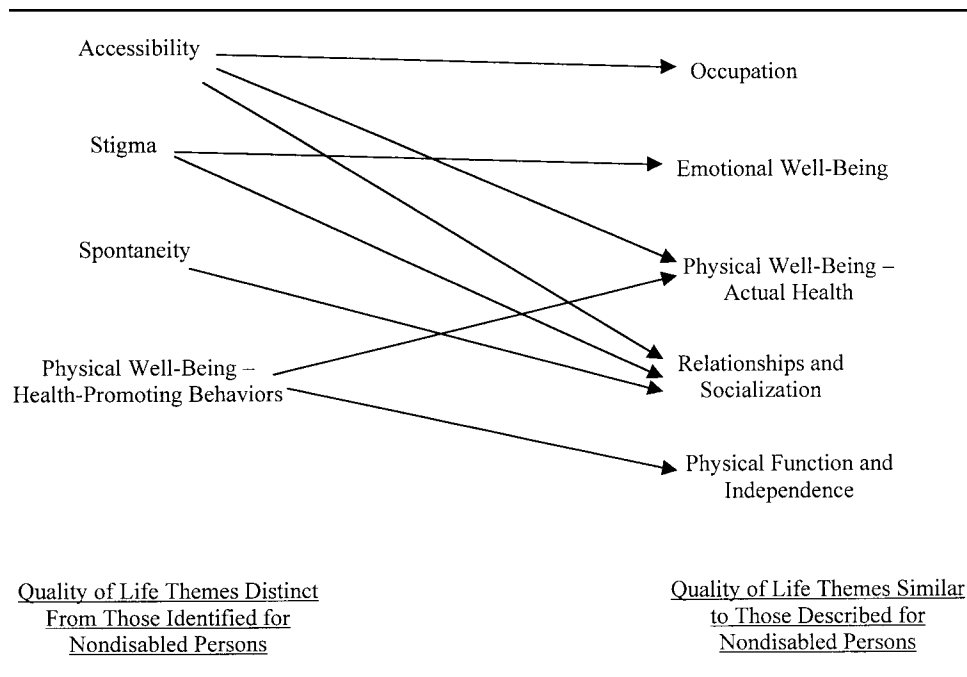 Accessibility
Occupation
Stigma
Emotional Well-Being
Spontaneity
Physical Well-Being –
Actual Health
Physical Well-Being –
Health-Promoting Behaviors
Relationships and
Socialization
Physical Function and
Independence
Quality of Life Themes Distinct
From Those Identified for
Nondisabled Persons
Quality of Life Themes Similar
to Those Described for
Nondisabled Persons